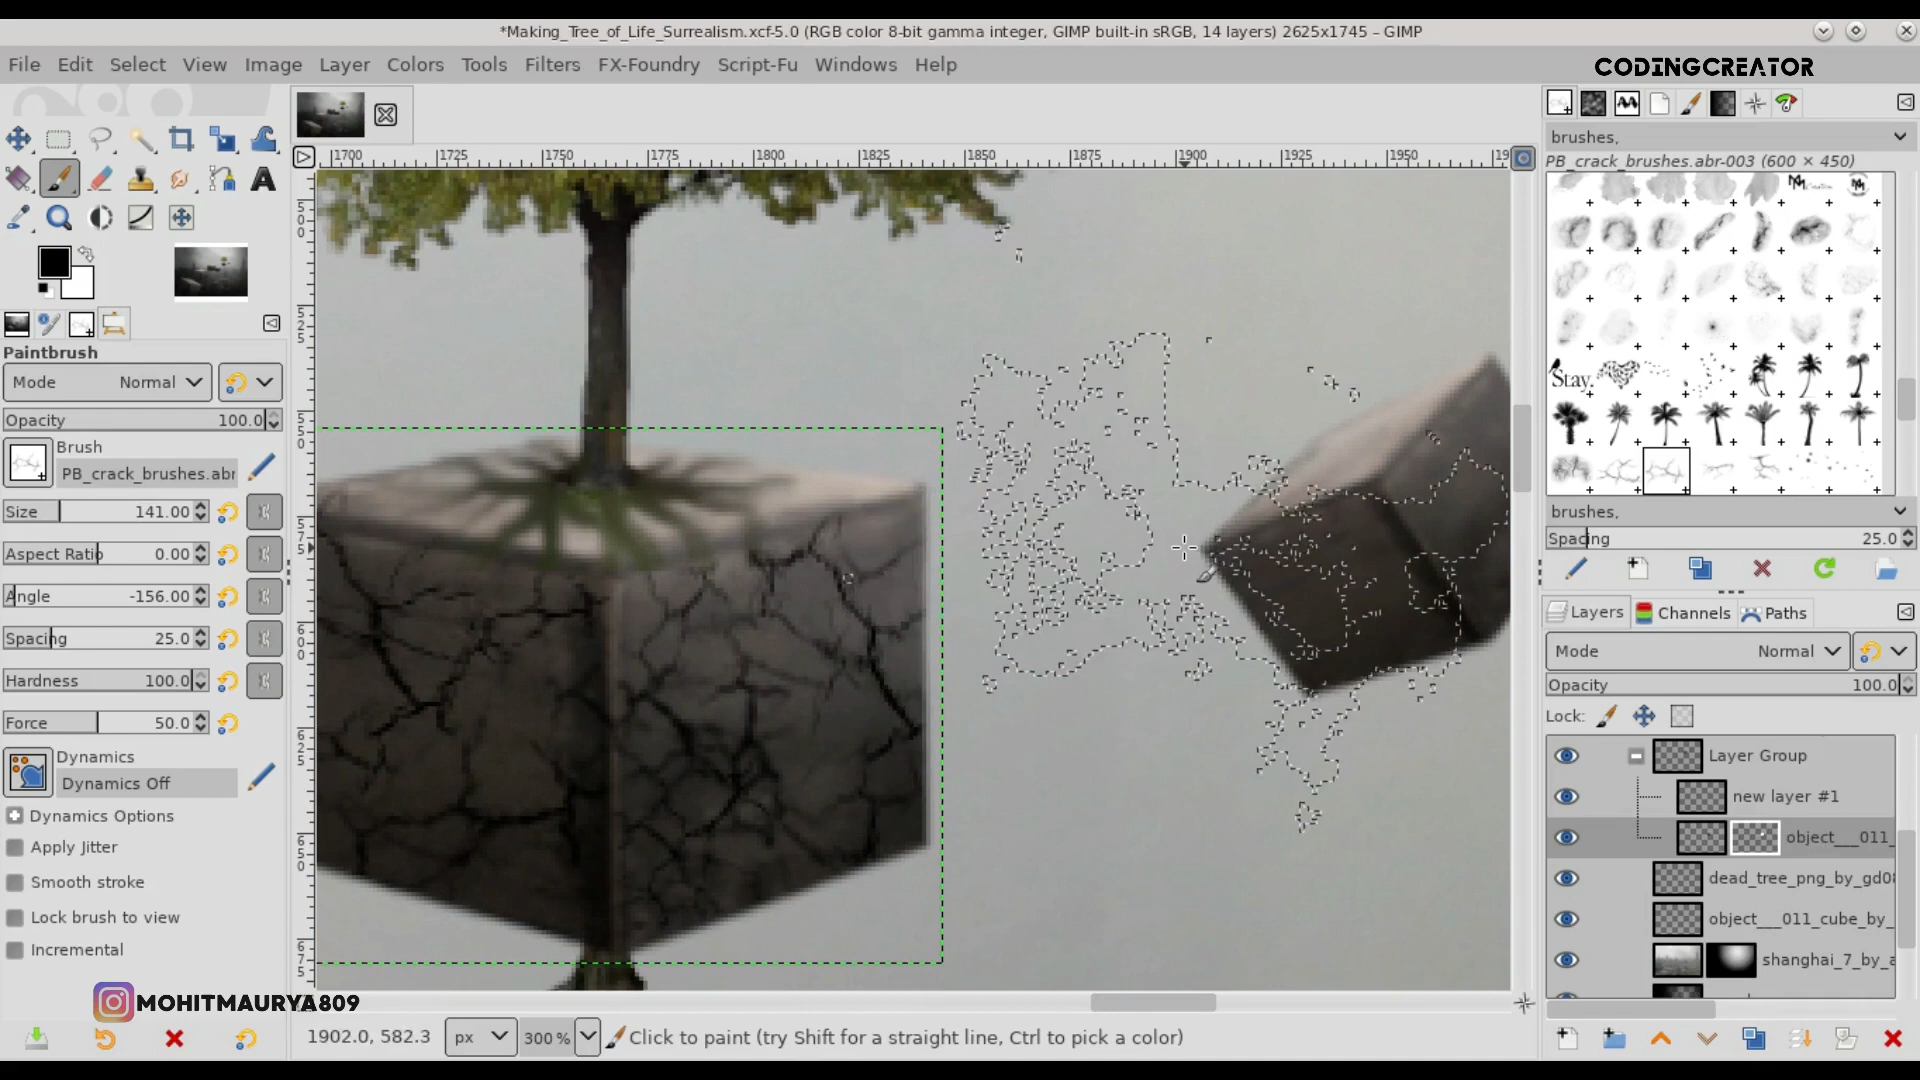 *Making_Tree_of_Life_Surrealism.xcf-5.0 (RGB color 8-bit gamma integer, GIMP built-in sRGB, 14 layers) 2625x1745 – GIMP
File Edit Select View Image Layer Colors Tools Filters FX-Foundry Script-Fu Windows Help
CODINGCREATOR
brushes,
PB_crack_brushes.abr-003 (600 × 450)
1700 1725 1750 1775 1800 1825 1850 1875 1900 1925 1950
Stay.
Paintbrush
Mode Normal
Opacity 100.0
Brush
PB_crack_brushes.abr
Size 141.00
Aspect Ratio 0.00
Angle -156.00
Spacing 25.0
Hardness 100.0
Force 50.0
Dynamics
Dynamics Off
Dynamics Options
Apply Jitter
Smooth stroke
Lock brush to view
Incremental
MOHITMAURYA809
brushes,
Spacing 25.0
Layers Channels Paths
Mode Normal
Opacity 100.0
Lock:
Layer Group
new layer #1
object___011_
dead_tree_png_by_gd08
object___011_cube_by_
shanghai_7_by_a
1902.0, 582.3 px 300 % Click to paint (try Shift for a straight line, Ctrl to pick a color)